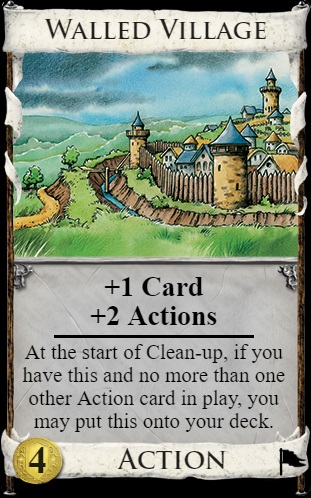 WALLED VILLAGE
+1 Card
+2 Actions
At the start of Clean-up, if you
have this and no more than one
other Action card in play, you
may put this onto your deck.
4
ACTION